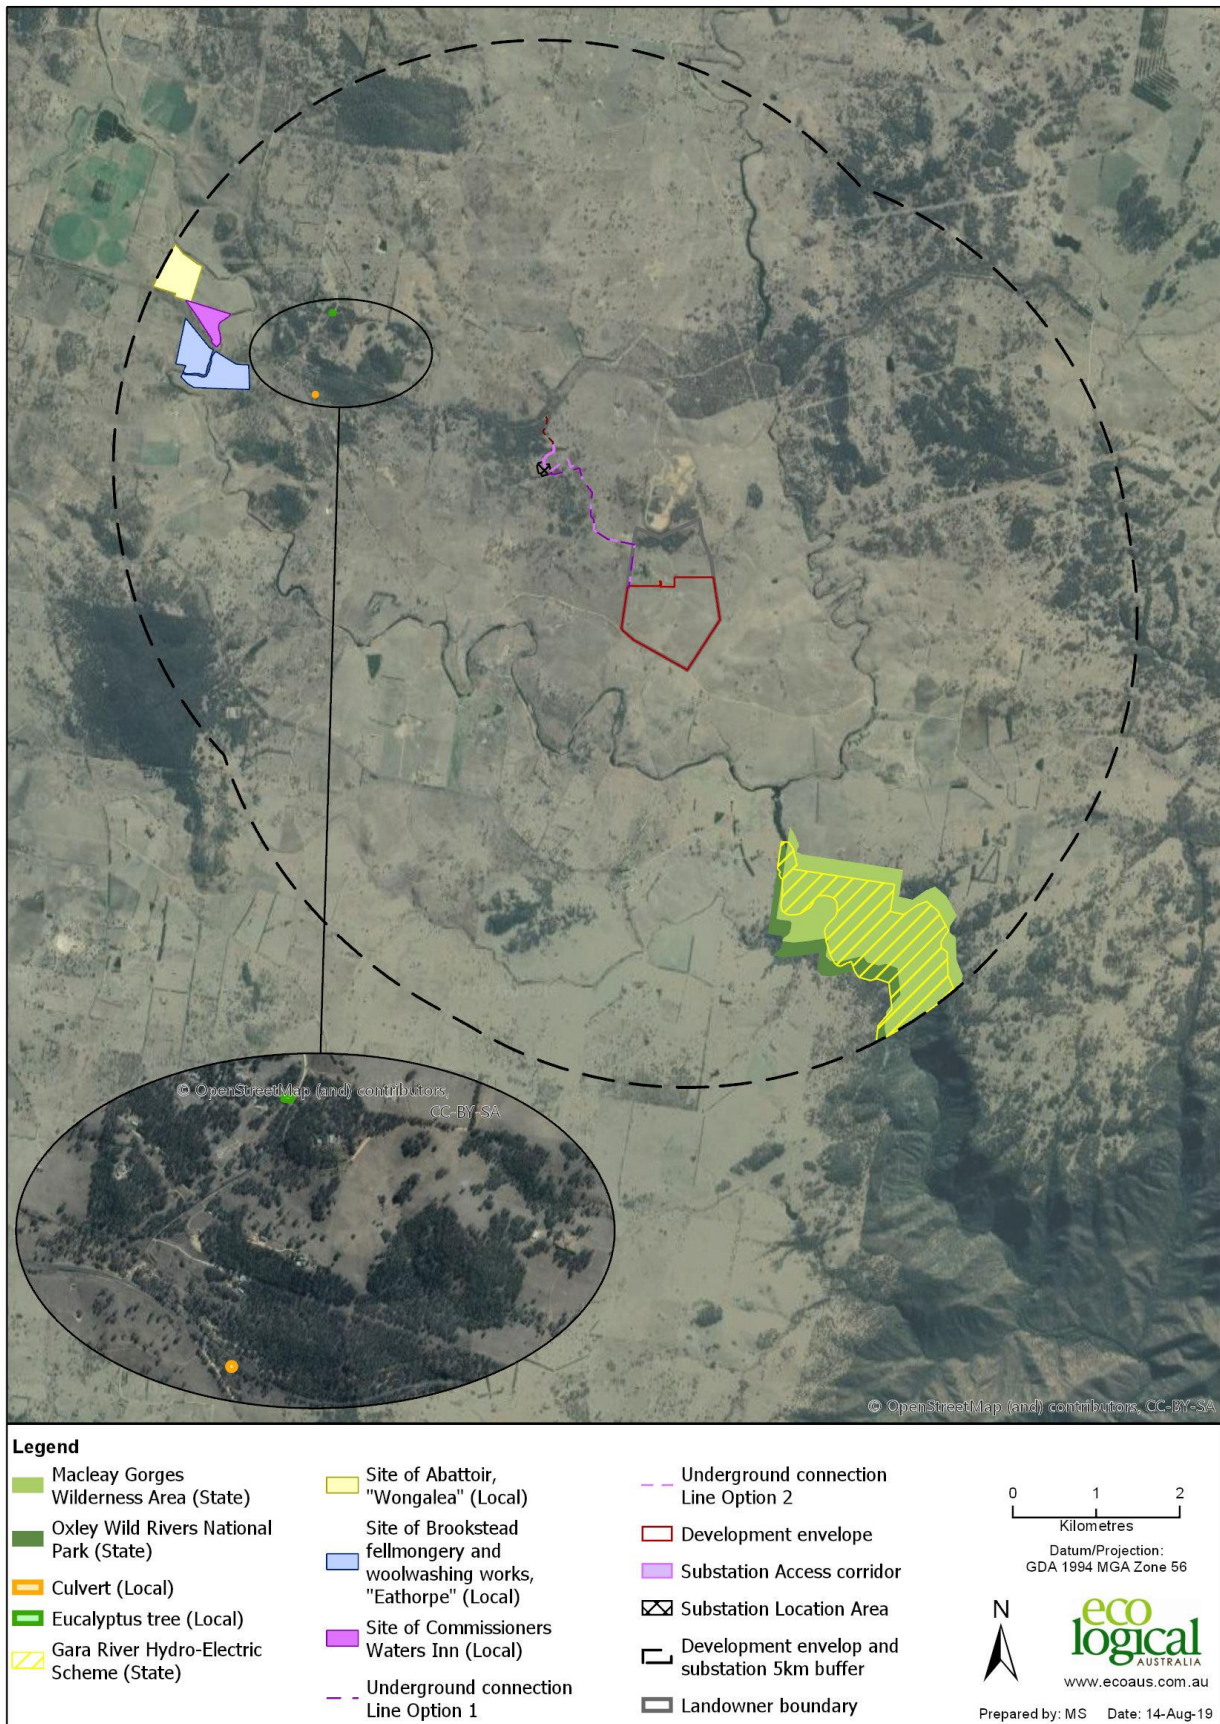 © OpenStreetMap (and) contributors,
CC-BY-SA
© OpenStreetMap (and) contributors, CC-BY-SA
Legend
Macleay Gorges
Wilderness Area (State)
Oxley Wild Rivers National
Park (State)
Culvert (Local)
Eucalyptus tree (Local)
Gara River Hydro-Electric
Scheme (State)
Site of Abattoir,
"Wongalea" (Local)
Site of Brookstead
fellmongery and
woolwashing works,
"Eathorpe" (Local)
Site of Commissioners
Waters Inn (Local)
Underground connection
Line Option 1
Underground connection
Line Option 2
Development envelope
Substation Access corridor
Substation Location Area
Development envelop and
substation 5km buffer
Landowner boundary
0 1 2
Kilometres
Datum/Projection:
GDA 1994 MGA Zone 56
N
eco
logical
AUSTRALIA
www.ecoaus.com.au
Prepared by: MS Date: 14-Aug-19